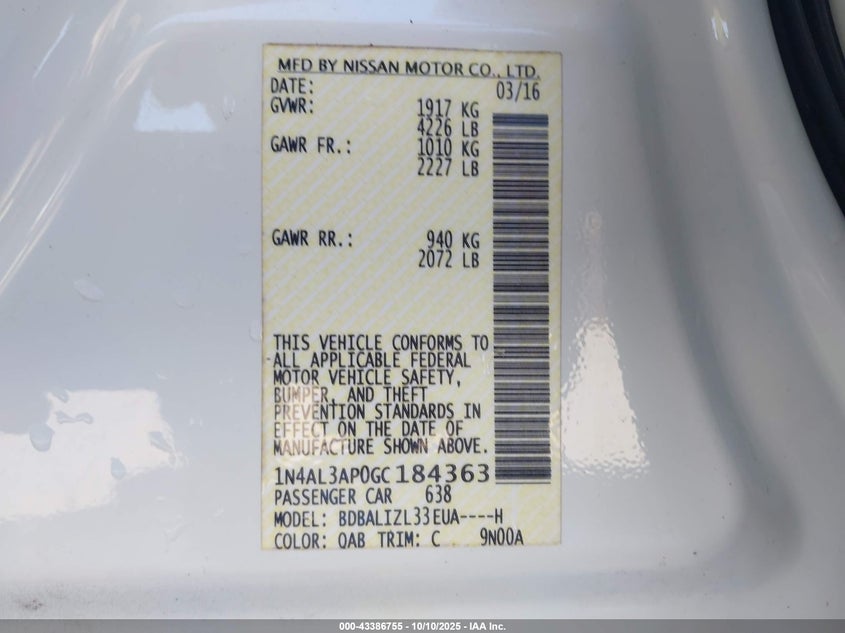 MFD BY NISSAN MOTOR CO., LTD.
DATE: 03/16
GVWR: 1917 KG
4226 LB
GAWR FR.: 1010 KG
2227 LB
GAWR RR.: 940 KG
2072 LB
THIS VEHICLE CONFORMS TO
ALL APPLICABLE FEDERAL
MOTOR VEHICLE SAFETY,
BUMPER, AND THEFT
PREVENTION STANDARDS IN
EFFECT ON THE DATE OF
MANUFACTURE SHOWN ABOVE.
1N4AL3AP0GC184363
PASSENGER CAR 638
MODEL: BDBALIZL33EUA----H
COLOR: QAB TRIM: C 9N00A
000-43386755 - 10/10/2025 - IAA Inc.